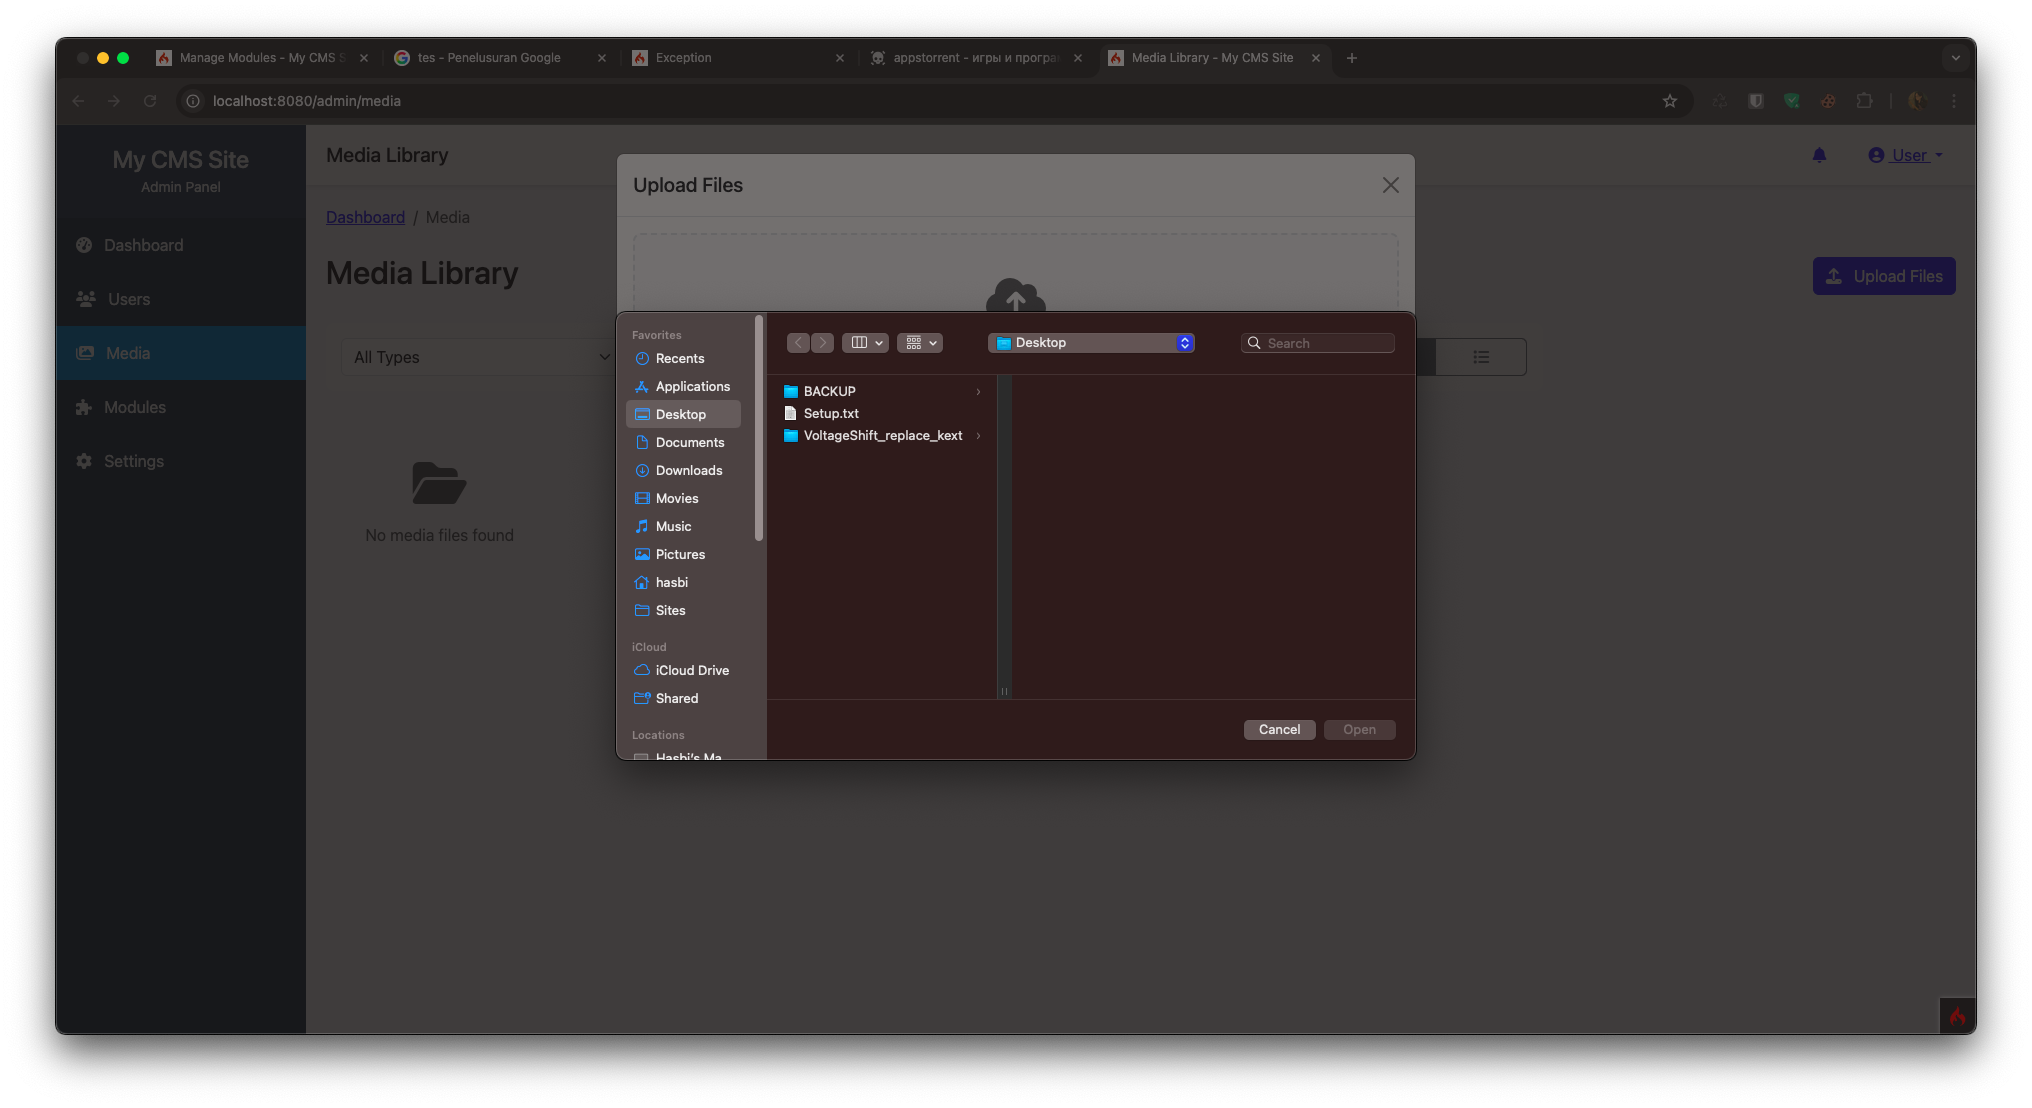 Manage Modules - My CMS S
tes - Penelusuran Google
Exception
appstorrent - игры и програ
Media Library - My CMS Site
localhost:8080/admin/media
My CMS Site
Admin Panel
Dashboard
Users
Media
Modules
Settings
Media Library
User
Dashboard / Media
Media Library
Upload Files
All Types
No media files found
Upload Files
Favorites
Recents
Applications
Desktop
Documents
Downloads
Movies
Music
Pictures
hasbi
Sites
iCloud
iCloud Drive
Shared
Locations
Hasbi's Ma
Desktop
Search
BACKUP
Setup.txt
VoltageShift_replace_kext
Cancel
Open